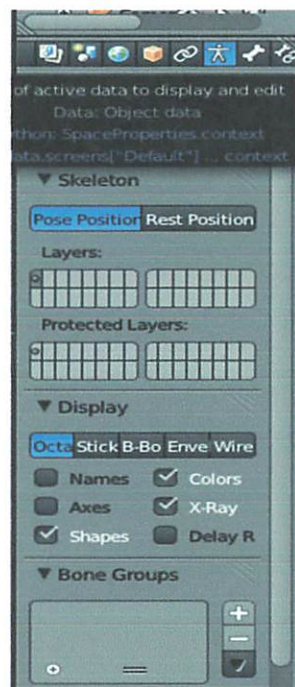 of active data to display and edit
Data: Object data
thon: SpaceProperties.context
data.screens["Default"] ... context
Skeleton
Pose Position Rest Position
Layers:
Protected Layers:
Display
Octa Stick B-Bo Enve Wire
Names Colors
Axes X-Ray
Shapes Delay R
Bone Groups